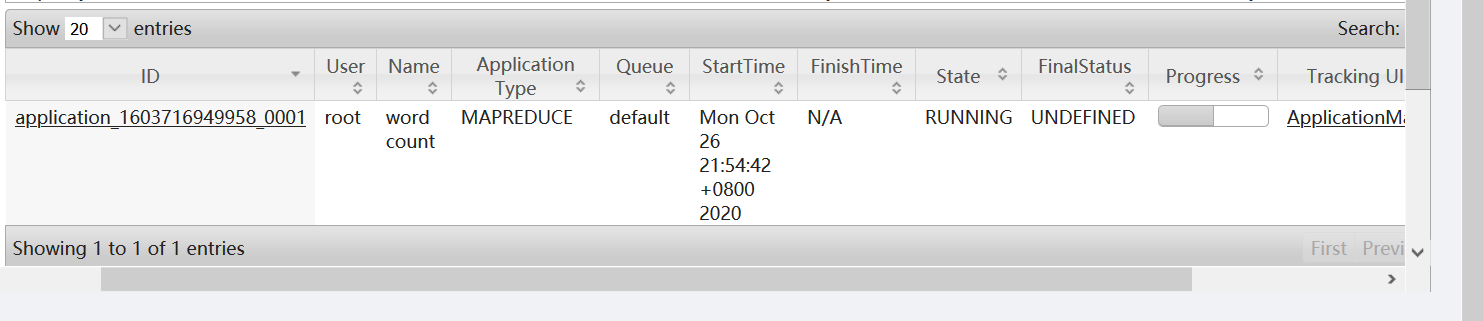 Show 20 entries
Search:
ID
User
Name
Application
Type
Queue
StartTime
FinishTime
State
FinalStatus
Progress
Tracking UI
application_1603716949958_0001
root
word
count
MAPREDUCE
default
Mon Oct
26
21:54:42
+0800
2020
N/A
RUNNING
UNDEFINED
ApplicationMa
Showing 1 to 1 of 1 entries
First Previ